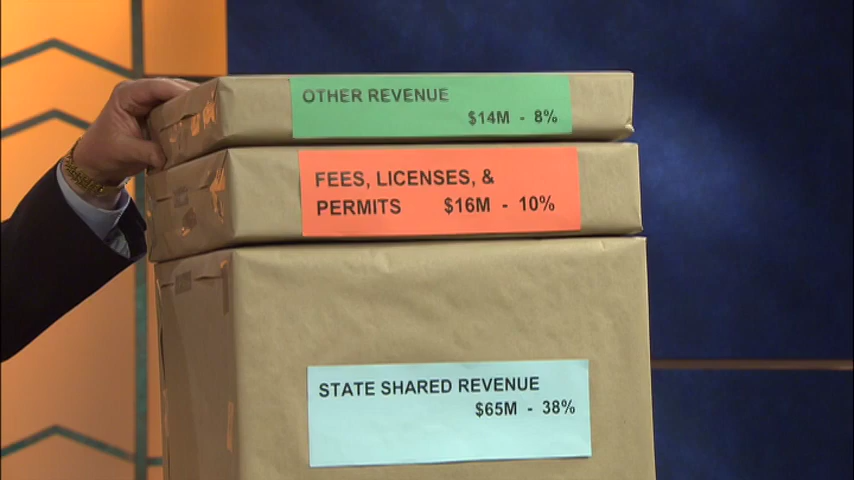 OTHER REVENUE
$14M - 8%
FEES, LICENSES, &
PERMITS $16M - 10%
STATE SHARED REVENUE
$65M - 38%